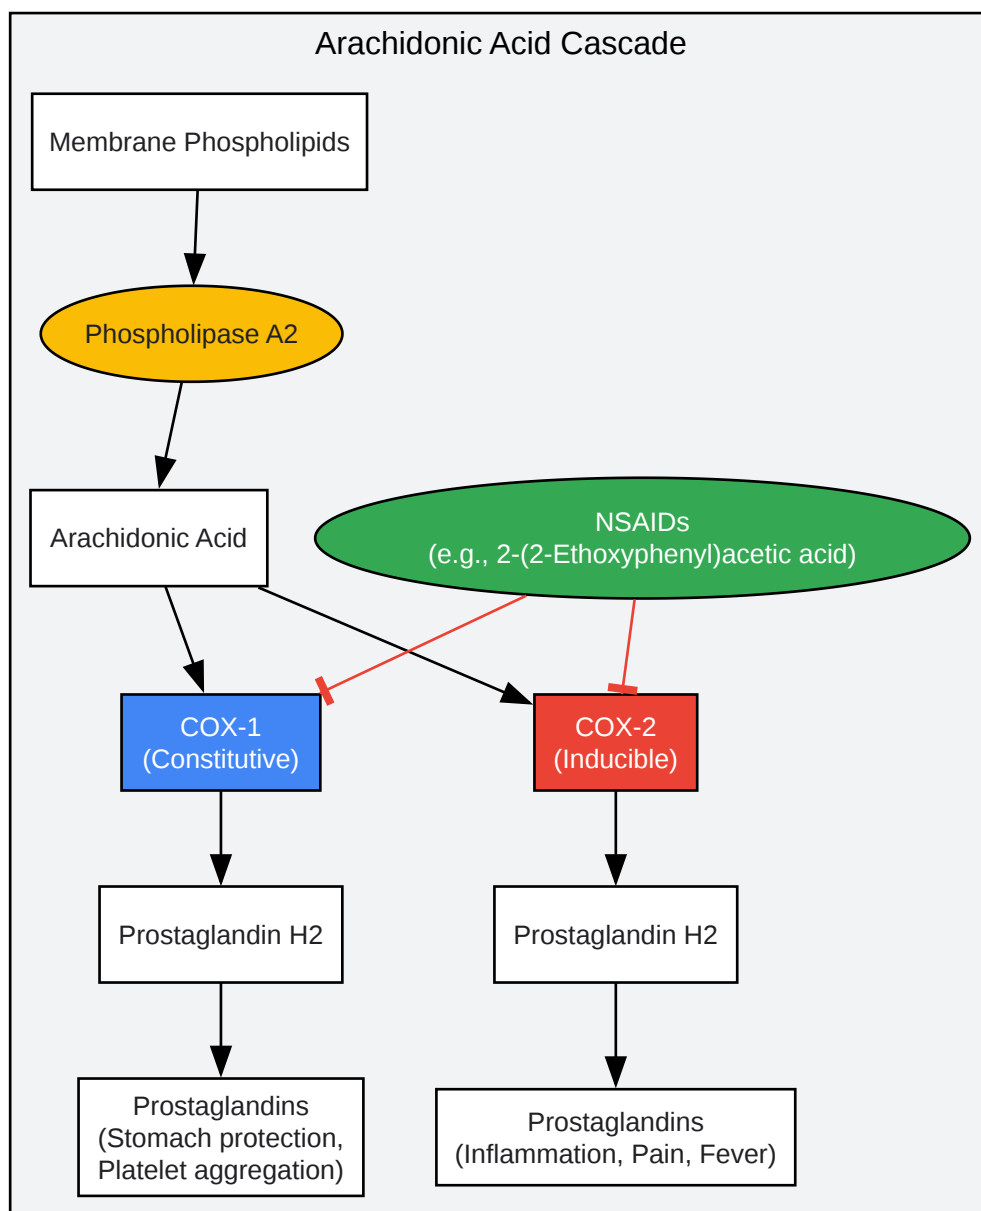 Arachidonic Acid Cascade
Membrane Phospholipids
Phospholipase A2
Arachidonic Acid
NSAIDs
(e.g., 2-(2-Ethoxyphenyl)acetic acid)
COX-1
(Constitutive)
COX-2
(Inducible)
Prostaglandin H2
Prostaglandin H2
Prostaglandins
(Stomach protection,
Platelet aggregation)
Prostaglandins
(Inflammation, Pain, Fever)